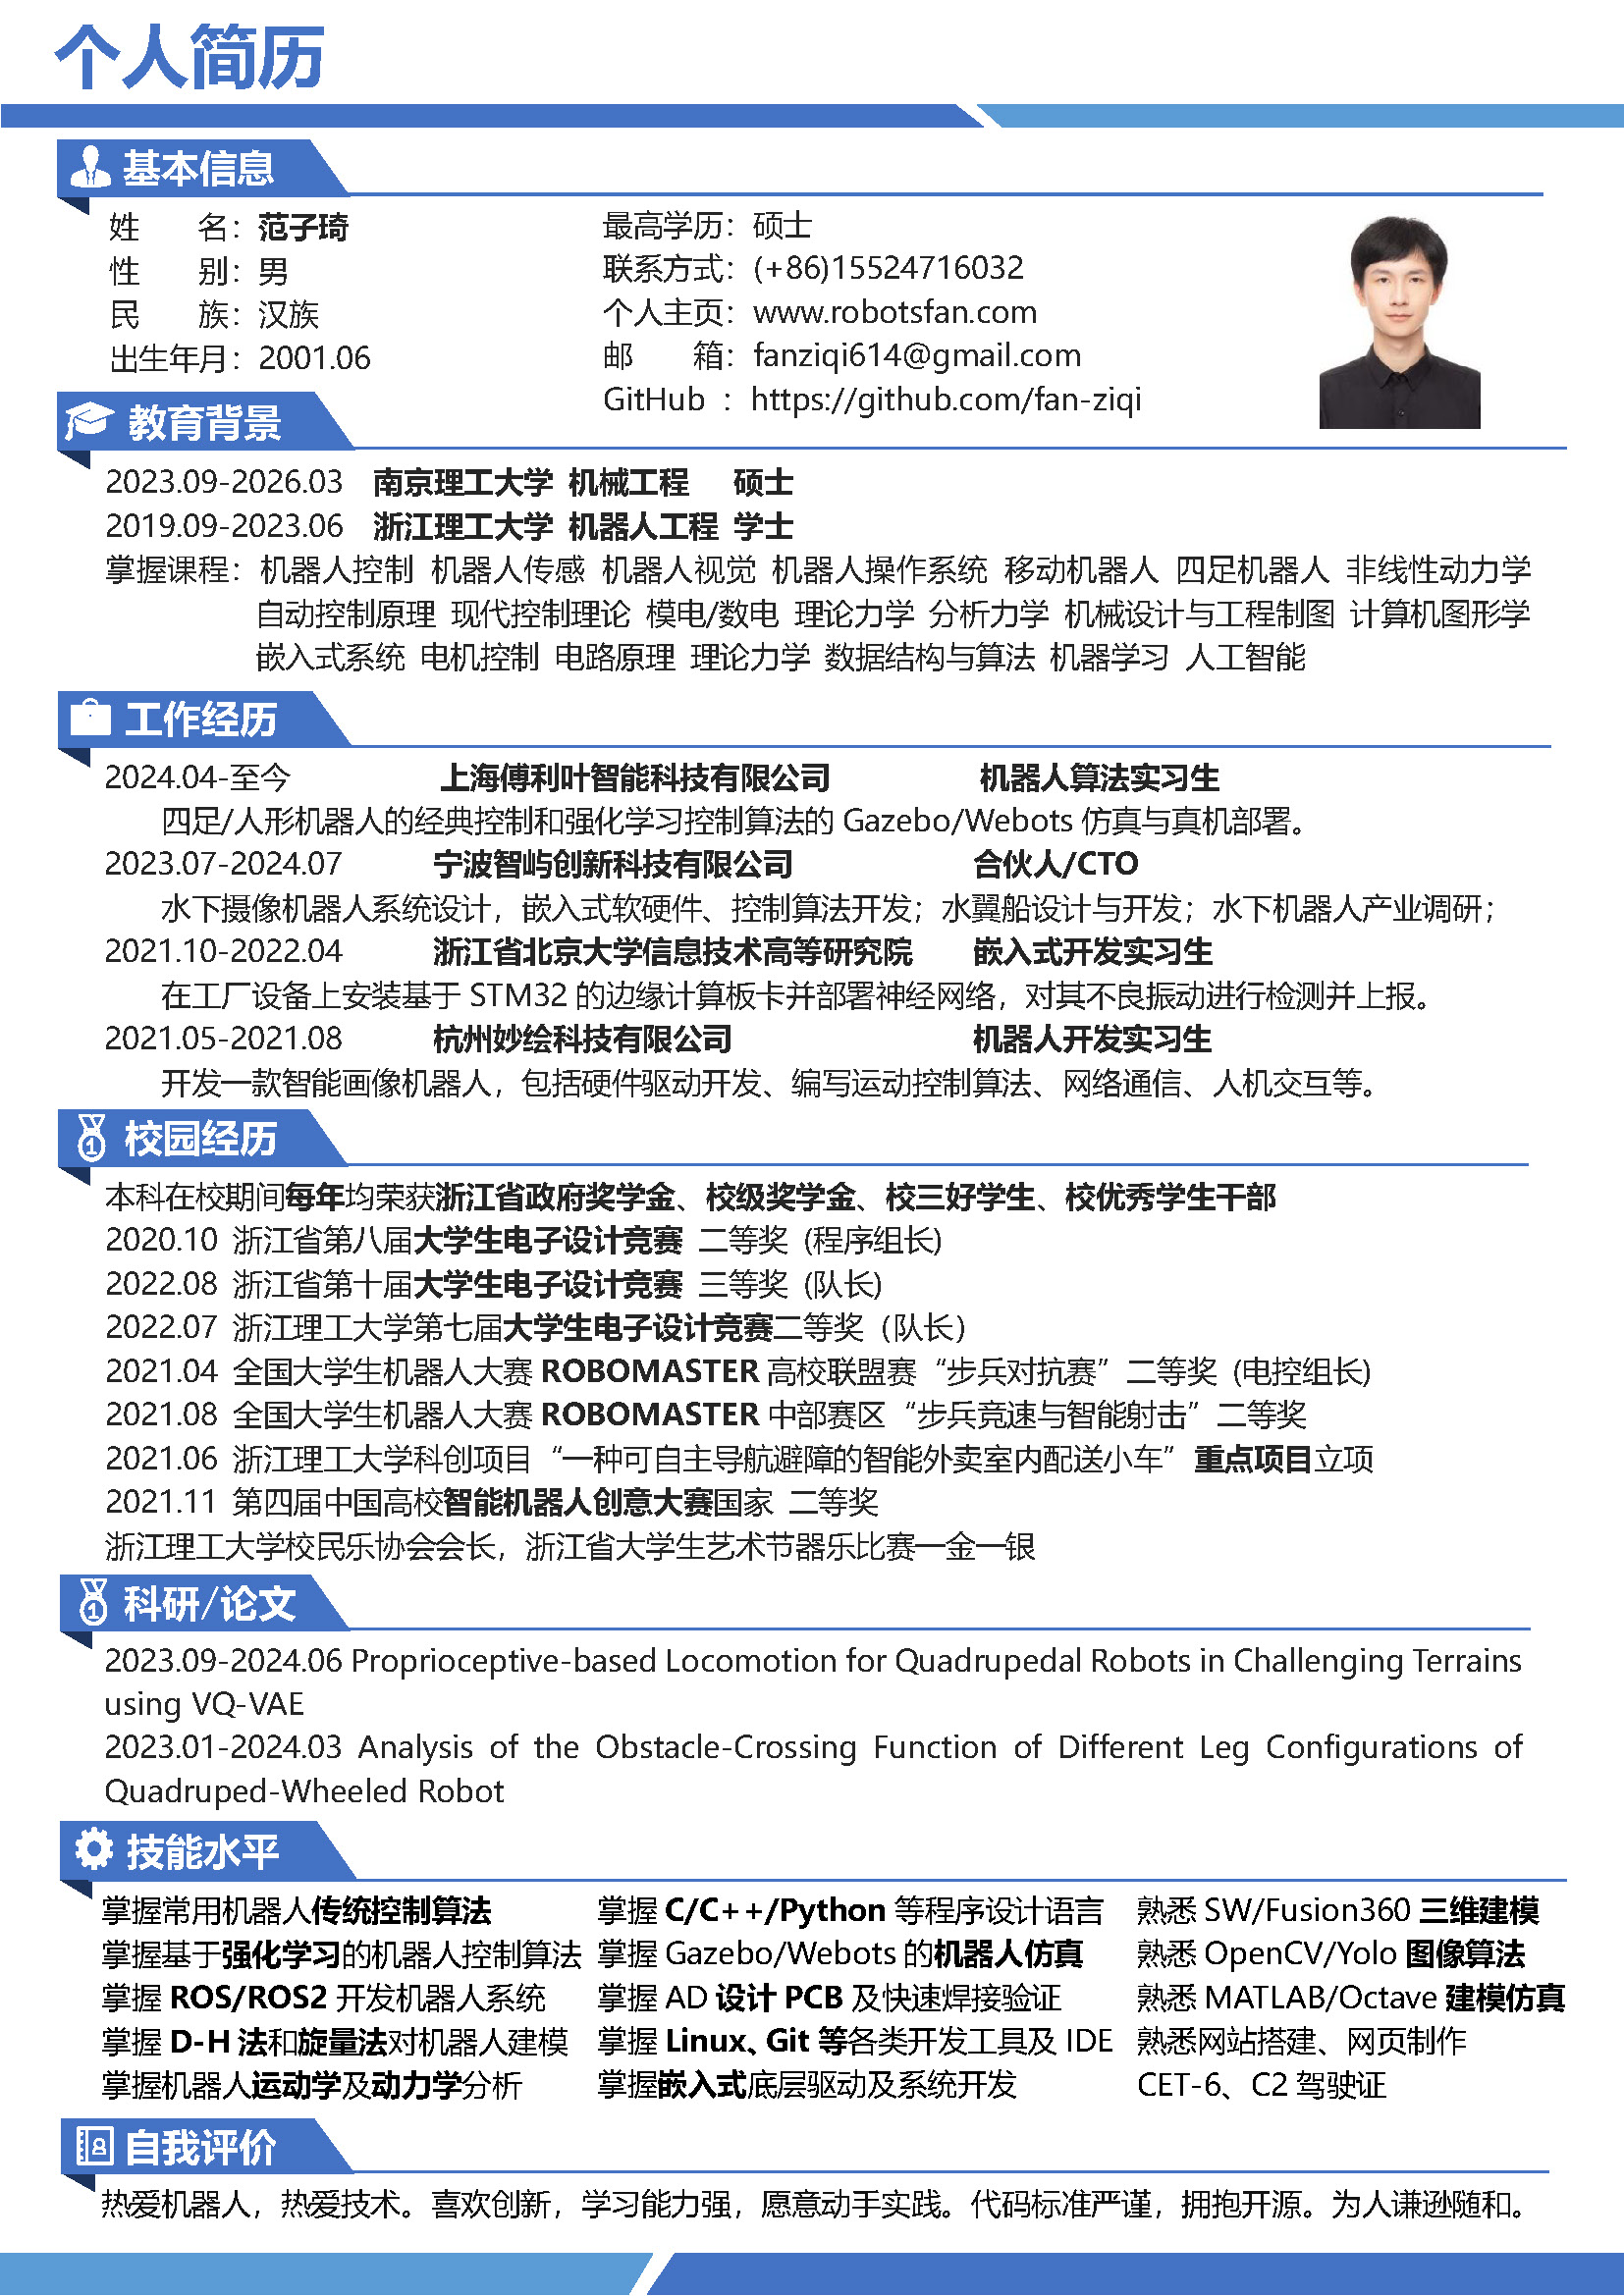 个人简历
基本信息
姓 名：范子琦
性 别：男
民 族：汉族
出生年月：2001.06
最高学历：硕士
联系方式：(+86)15524716032
个人主页：www.robotsfan.com
邮 箱：fanziqi614@gmail.com
GitHub ：https://github.com/fan-ziqi
教育背景
2023.09-2026.03 南京理工大学 机械工程 硕士
2019.09-2023.06 浙江理工大学 机器人工程 学士
掌握课程：机器人控制 机器人传感 机器人视觉 机器人操作系统 移动机器人 四足机器人 非线性动力学
自动控制原理 现代控制理论 模电/数电 理论力学 分析力学 机械设计与工程制图 计算机图形学
嵌入式系统 电机控制 电路原理 理论力学 数据结构与算法 机器学习 人工智能
工作经历
2024.04-至今 上海傅利叶智能科技有限公司 机器人算法实习生
四足/人形机器人的经典控制和强化学习控制算法的 Gazebo/Webots 仿真与真机部署。
2023.07-2024.07 宁波智屿创新科技有限公司 合伙人/CTO
水下摄像机器人系统设计，嵌入式软硬件、控制算法开发；水翼船设计与开发；水下机器人产业调研；
2021.10-2022.04 浙江省北京大学信息技术高等研究院 嵌入式开发实习生
在工厂设备上安装基于 STM32 的边缘计算板卡并部署神经网络，对其不良振动进行检测并上报。
2021.05-2021.08 杭州妙绘科技有限公司 机器人开发实习生
开发一款智能画像机器人，包括硬件驱动开发、编写运动控制算法、网络通信、人机交互等。
校园经历
本科在校期间每年均荣获浙江省政府奖学金、校级奖学金、校三好学生、校优秀学生干部
2020.10 浙江省第八届大学生电子设计竞赛 二等奖 (程序组长)
2022.08 浙江省第十届大学生电子设计竞赛 三等奖 (队长)
2022.07 浙江理工大学第七届大学生电子设计竞赛二等奖（队长）
2021.04 全国大学生机器人大赛 ROBOMASTER 高校联盟赛“步兵对抗赛”二等奖 (电控组长)
2021.08 全国大学生机器人大赛 ROBOMASTER 中部赛区“步兵竞速与智能射击”二等奖
2021.06 浙江理工大学科创项目“一种可自主导航避障的智能外卖室内配送小车”重点项目立项
2021.11 第四届中国高校智能机器人创意大赛国家 二等奖
浙江理工大学校民乐协会会长，浙江省大学生艺术节器乐比赛一金一银
科研/论文
2023.09-2024.06 Proprioceptive-based Locomotion for Quadrupedal Robots in Challenging Terrains
using VQ-VAE
2023.01-2024.03 Analysis of the Obstacle-Crossing Function of Different Leg Configurations of
Quadruped-Wheeled Robot
技能水平
掌握常用机器人传统控制算法
掌握基于强化学习的机器人控制算法
掌握 ROS/ROS2 开发机器人系统
掌握 D-H 法和旋量法对机器人建模
掌握机器人运动学及动力学分析
掌握 C/C++/Python 等程序设计语言
掌握 Gazebo/Webots 的机器人仿真
掌握 AD 设计 PCB 及快速焊接验证
掌握 Linux、Git 等各类开发工具及 IDE
掌握嵌入式底层驱动及系统开发
熟悉 SW/Fusion360 三维建模
熟悉 OpenCV/Yolo 图像算法
熟悉 MATLAB/Octave 建模仿真
熟悉网站搭建、网页制作
CET-6、C2 驾驶证
自我评价
热爱机器人，热爱技术。喜欢创新，学习能力强，愿意动手实践。代码标准严谨，拥抱开源。为人谦逊随和。